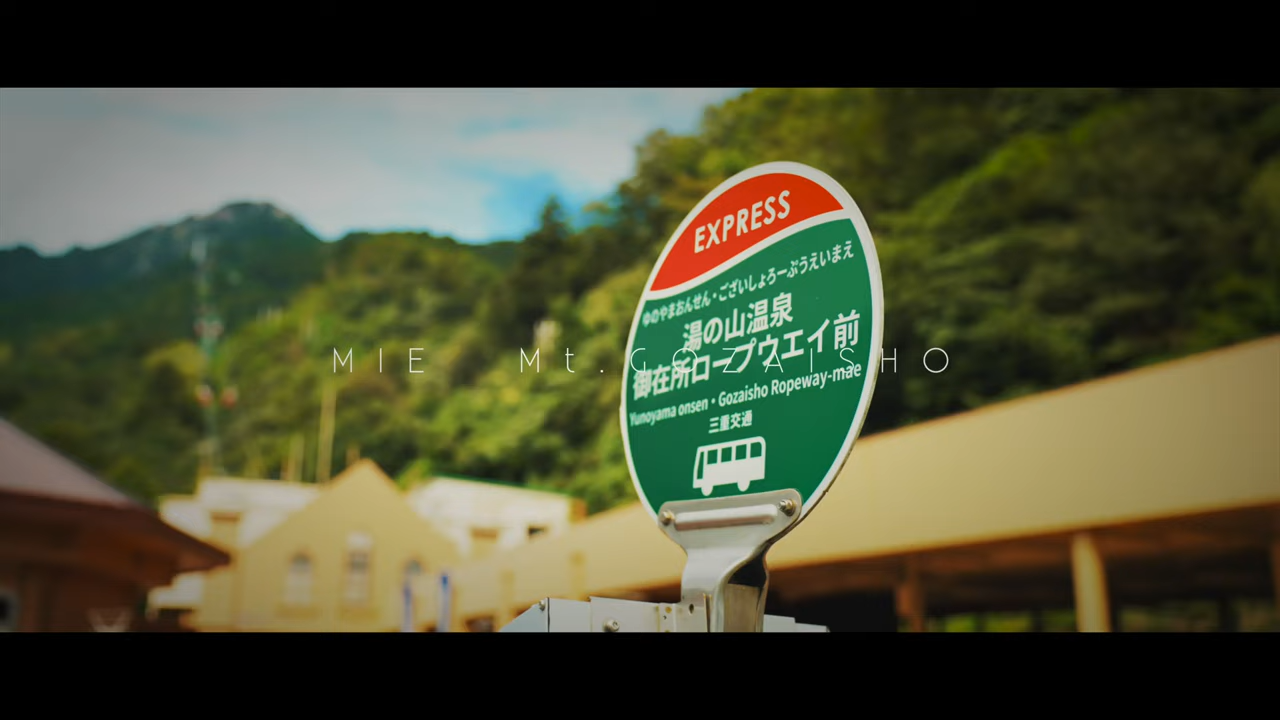 EXPRESS
ゆのやまおんせん・ございしょろーぷうえいまえ
湯の山温泉
御在所ロープウエイ前
MIE Mt.GOZAISHO
Yunoyama onsen・Gozaisho Ropeway-mae
三重交通